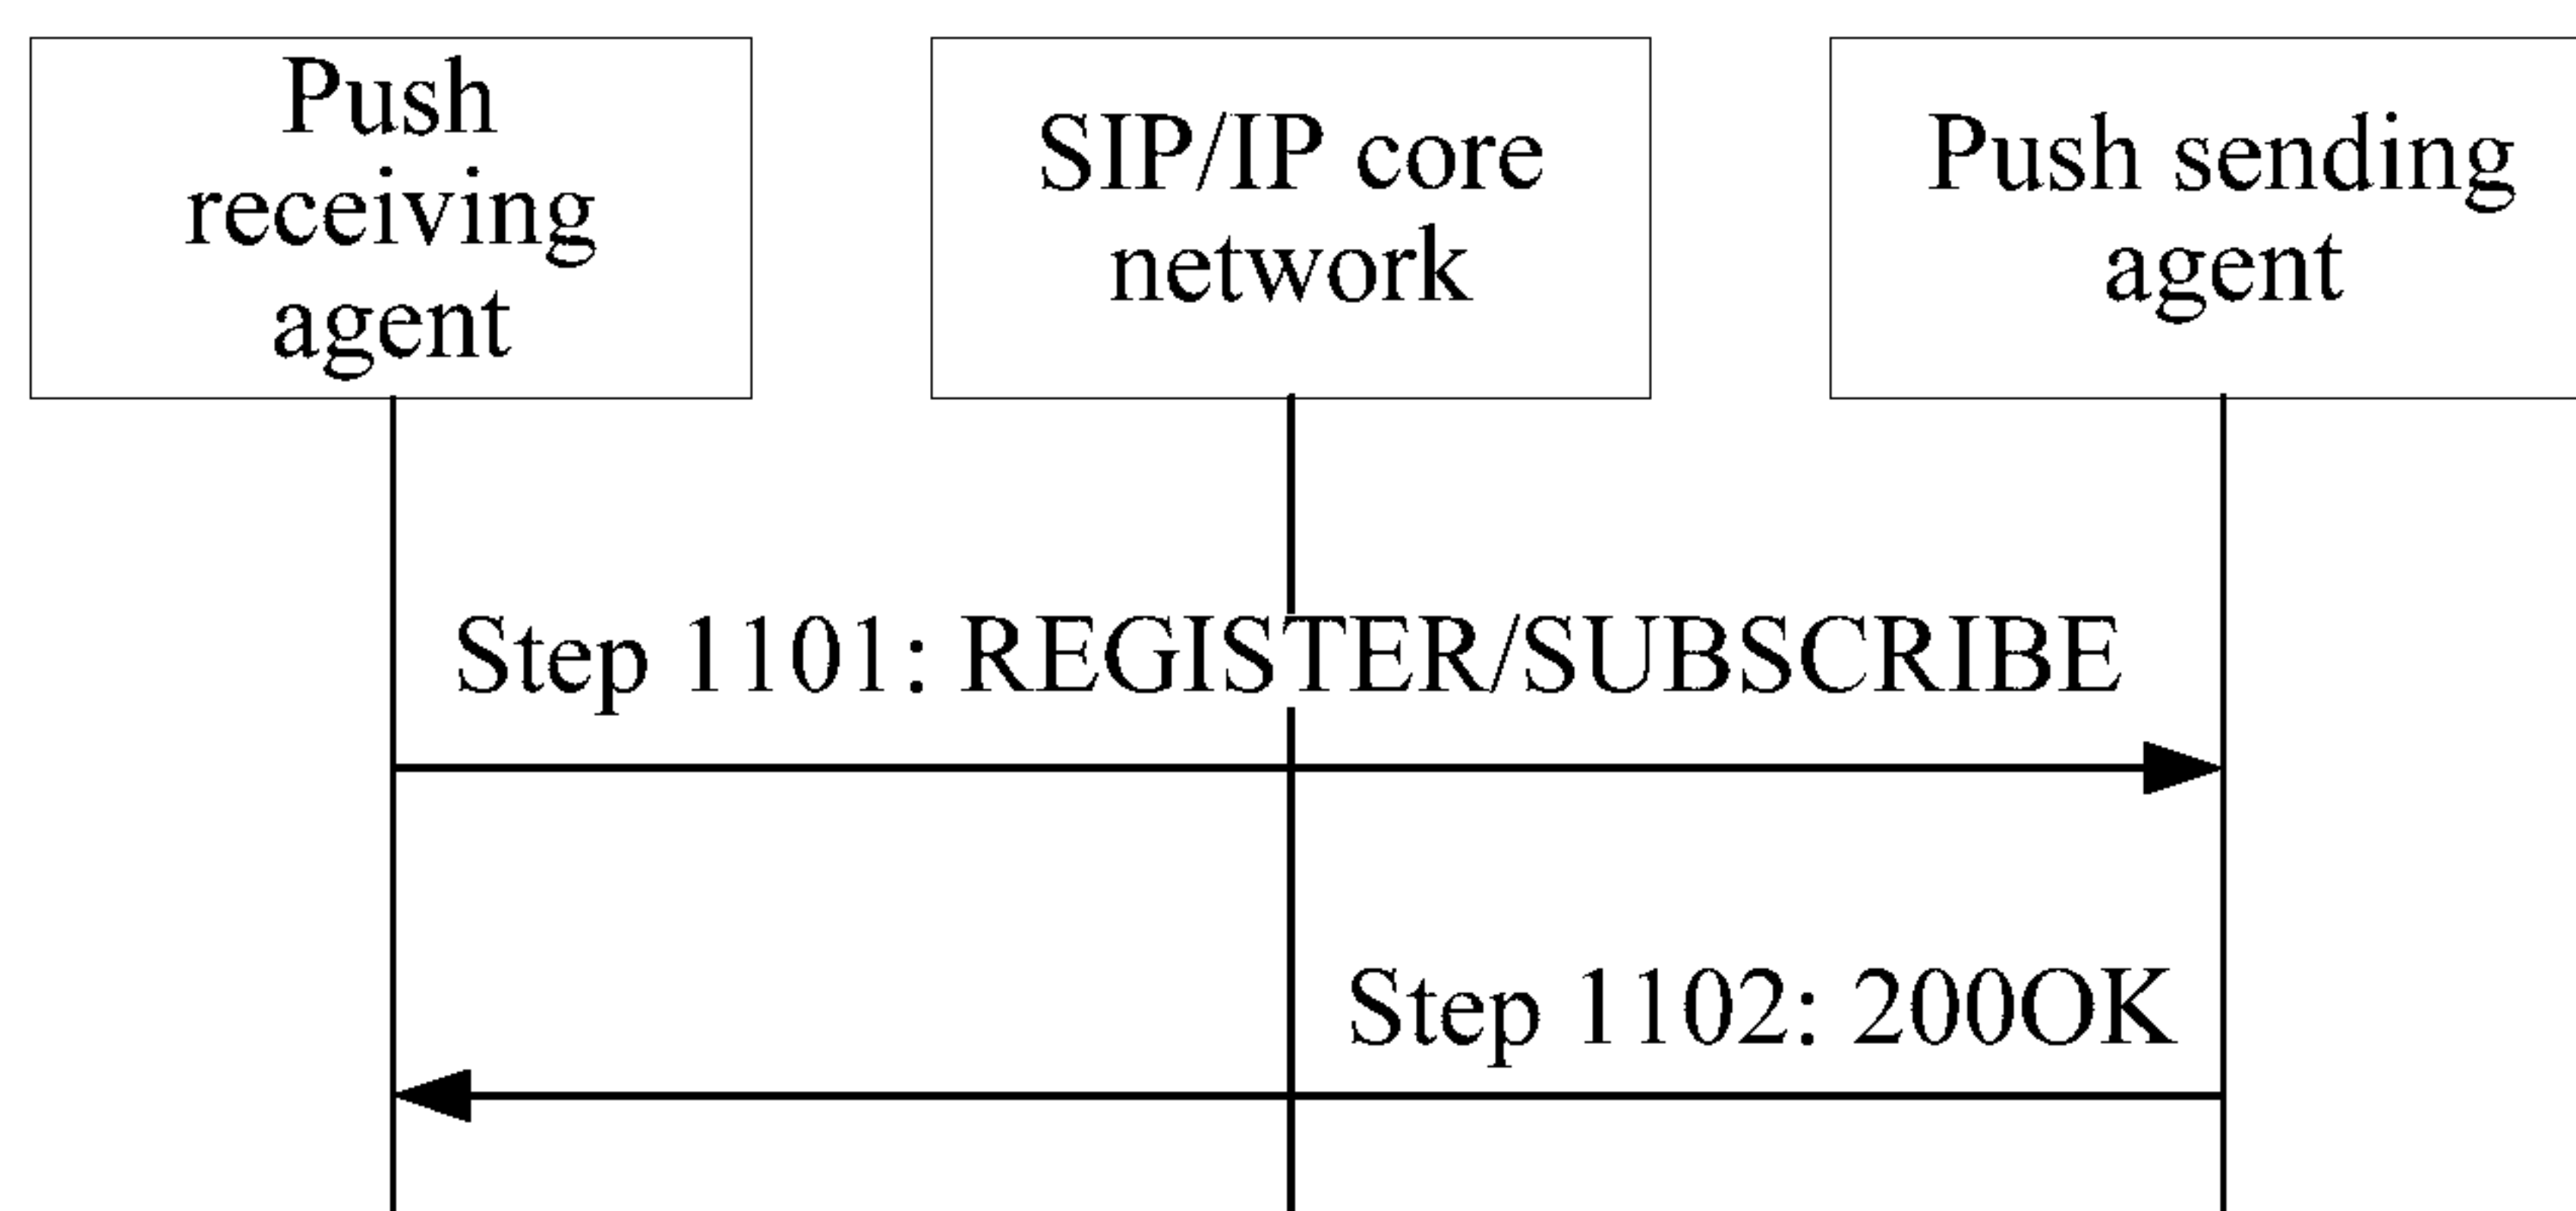 Push
receiving
agent
SIP/IP core
network
Push sending
agent
Step 1101: REGISTER/SUBSCRIBE
Step 1102: 200OK